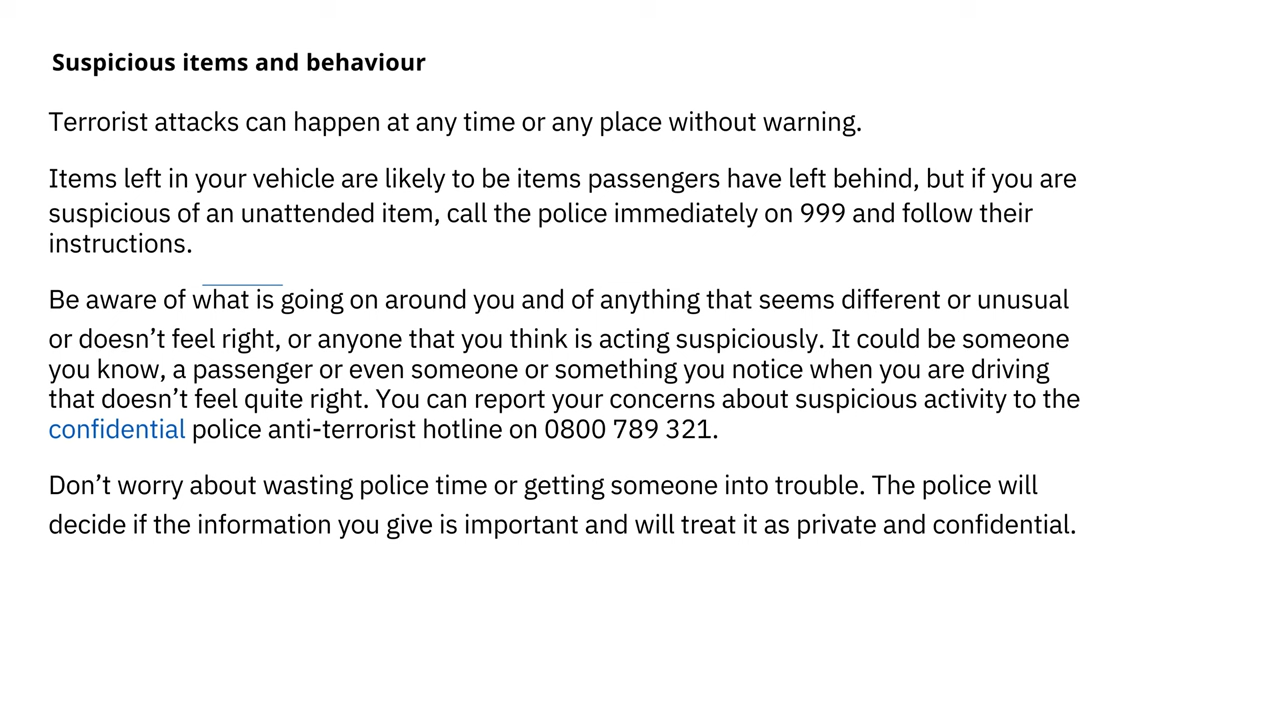 Suspicious items and behaviour
Terrorist attacks can happen at any time or any place without warning.
Items left in your vehicle are likely to be items passengers have left behind, but if you are
suspicious of an unattended item, call the police immediately on 999 and follow their
instructions.
Be aware of what is going on around you and of anything that seems different or unusual
or doesn’t feel right, or anyone that you think is acting suspiciously. It could be someone
you know, a passenger or even someone or something you notice when you are driving
that doesn’t feel quite right. You can report your concerns about suspicious activity to the
confidential police anti-terrorist hotline on 0800 789 321.
Don’t worry about wasting police time or getting someone into trouble. The police will
decide if the information you give is important and will treat it as private and confidential.